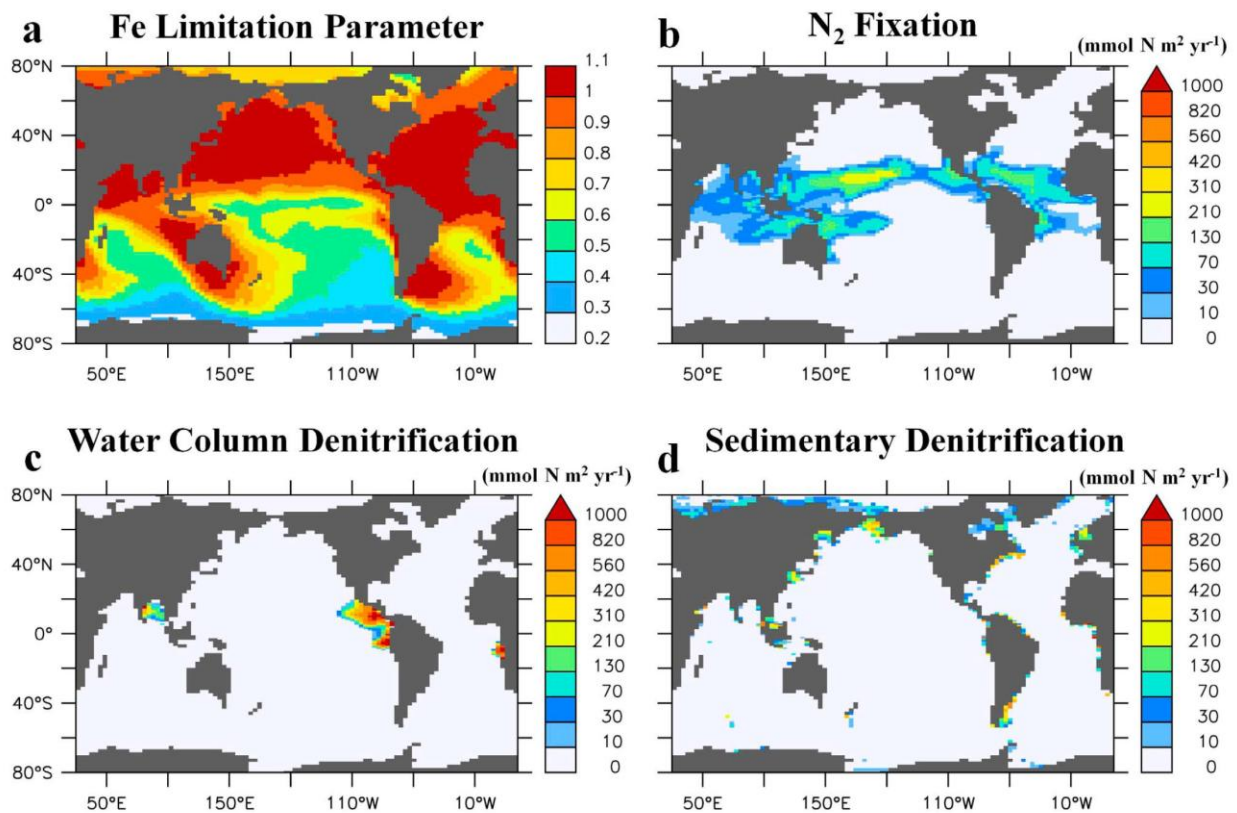 a Fe Limitation Parameter
80°N
40°N
0°
40°S
80°S
50°E 150°E 110°W 10°W
1.1
1
0.9
0.8
0.7
0.6
0.5
0.4
0.3
0.2
b N₂ Fixation
(mmol N m² yr⁻¹)
80°N
40°N
0°
40°S
80°S
50°E 150°E 110°W 10°W
1000
820
560
420
310
210
130
70
30
10
0
c Water Column Denitrification
(mmol N m² yr⁻¹)
80°N
40°N
0°
40°S
80°S
50°E 150°E 110°W 10°W
1000
820
560
420
310
210
130
70
30
10
0
d Sedimentary Denitrification
(mmol N m² yr⁻¹)
80°N
40°N
0°
40°S
80°S
50°E 150°E 110°W 10°W
1000
820
560
420
310
210
130
70
30
10
0